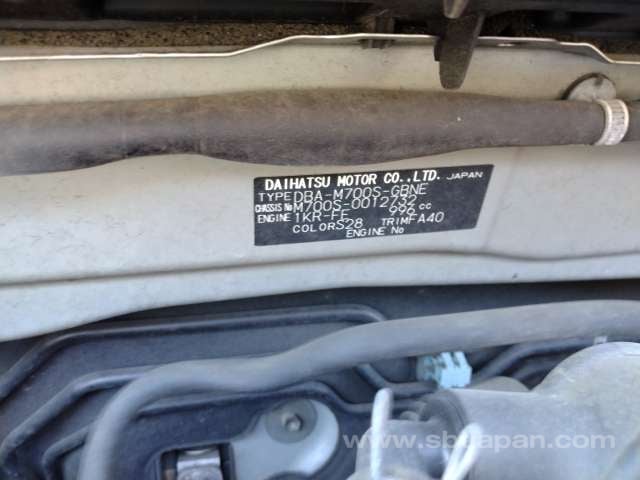 DAIHATSU MOTOR CO.,LTD. JAPAN
TYPE DBA-M700S-GBNE
CHASSIS No M700S-0012732
ENGINE 1KR-FE 996 cc
COLOR S28 TRIM FA40
ENGINE No
www.sbtjapan.com